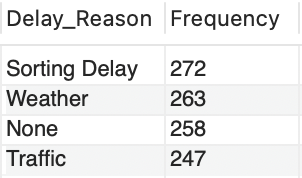 Delay_Reason Frequency
Sorting Delay 272
Weather 263
None 258
Traffic 247